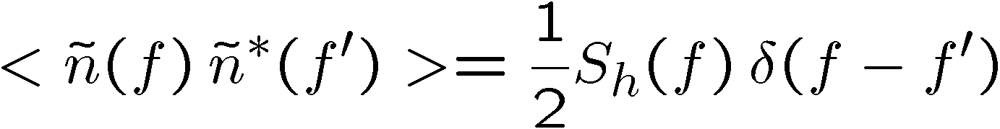 < ñ(f) ñ*(f′) >= 1/2 S_h(f) δ(f − f′)